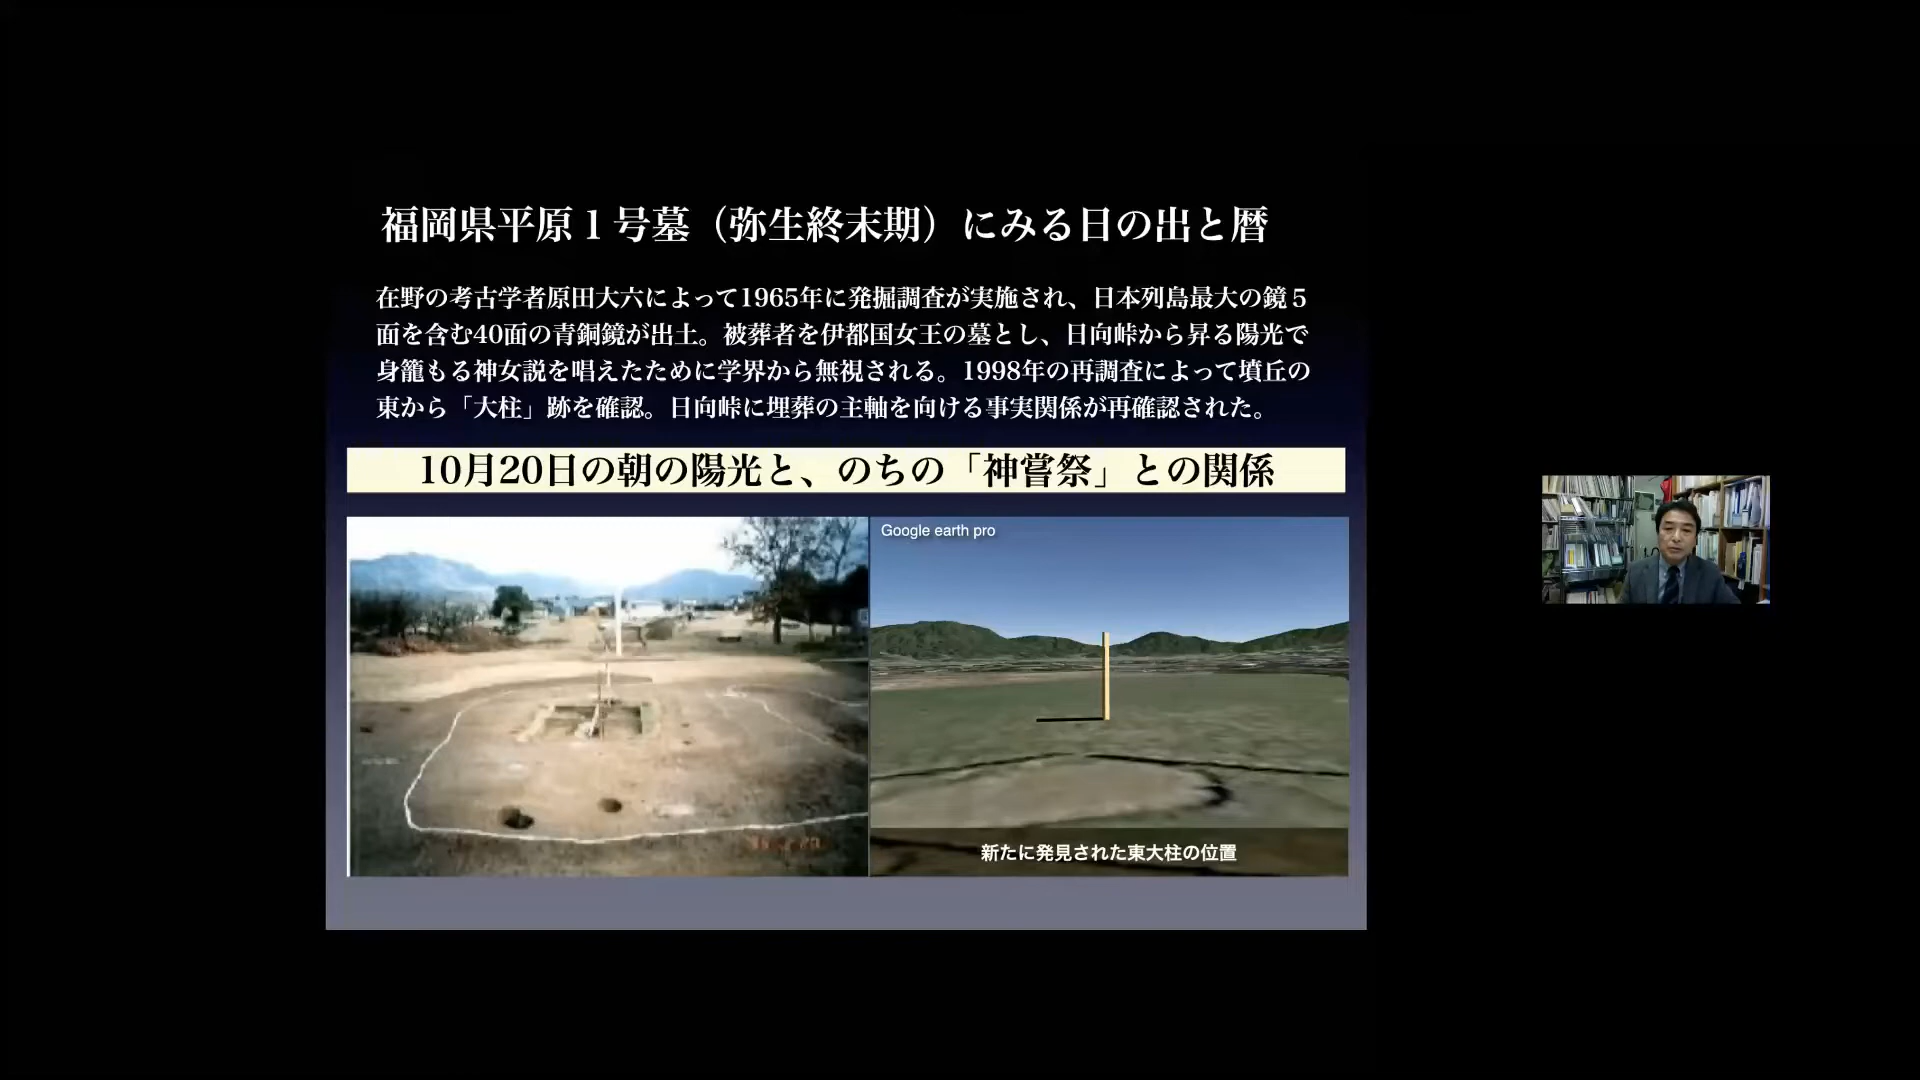 福岡県平原１号墓（弥生終末期）にみる日の出と暦
在野の考古学者原田大六によって1965年に発掘調査が実施され、日本列島最大の鏡５
面を含む40面の青銅鏡が出土。被葬者を伊都国女王の墓とし、日向峠から昇る陽光で
身籠もる神女説を唱えたために学界から無視される。1998年の再調査によって墳丘の
東から「大柱」跡を確認。日向峠に埋葬の主軸を向ける事実関係が再確認された。
10月20日の朝の陽光と、のちの「神嘗祭」との関係
Google earth pro
新たに発見された東大柱の位置